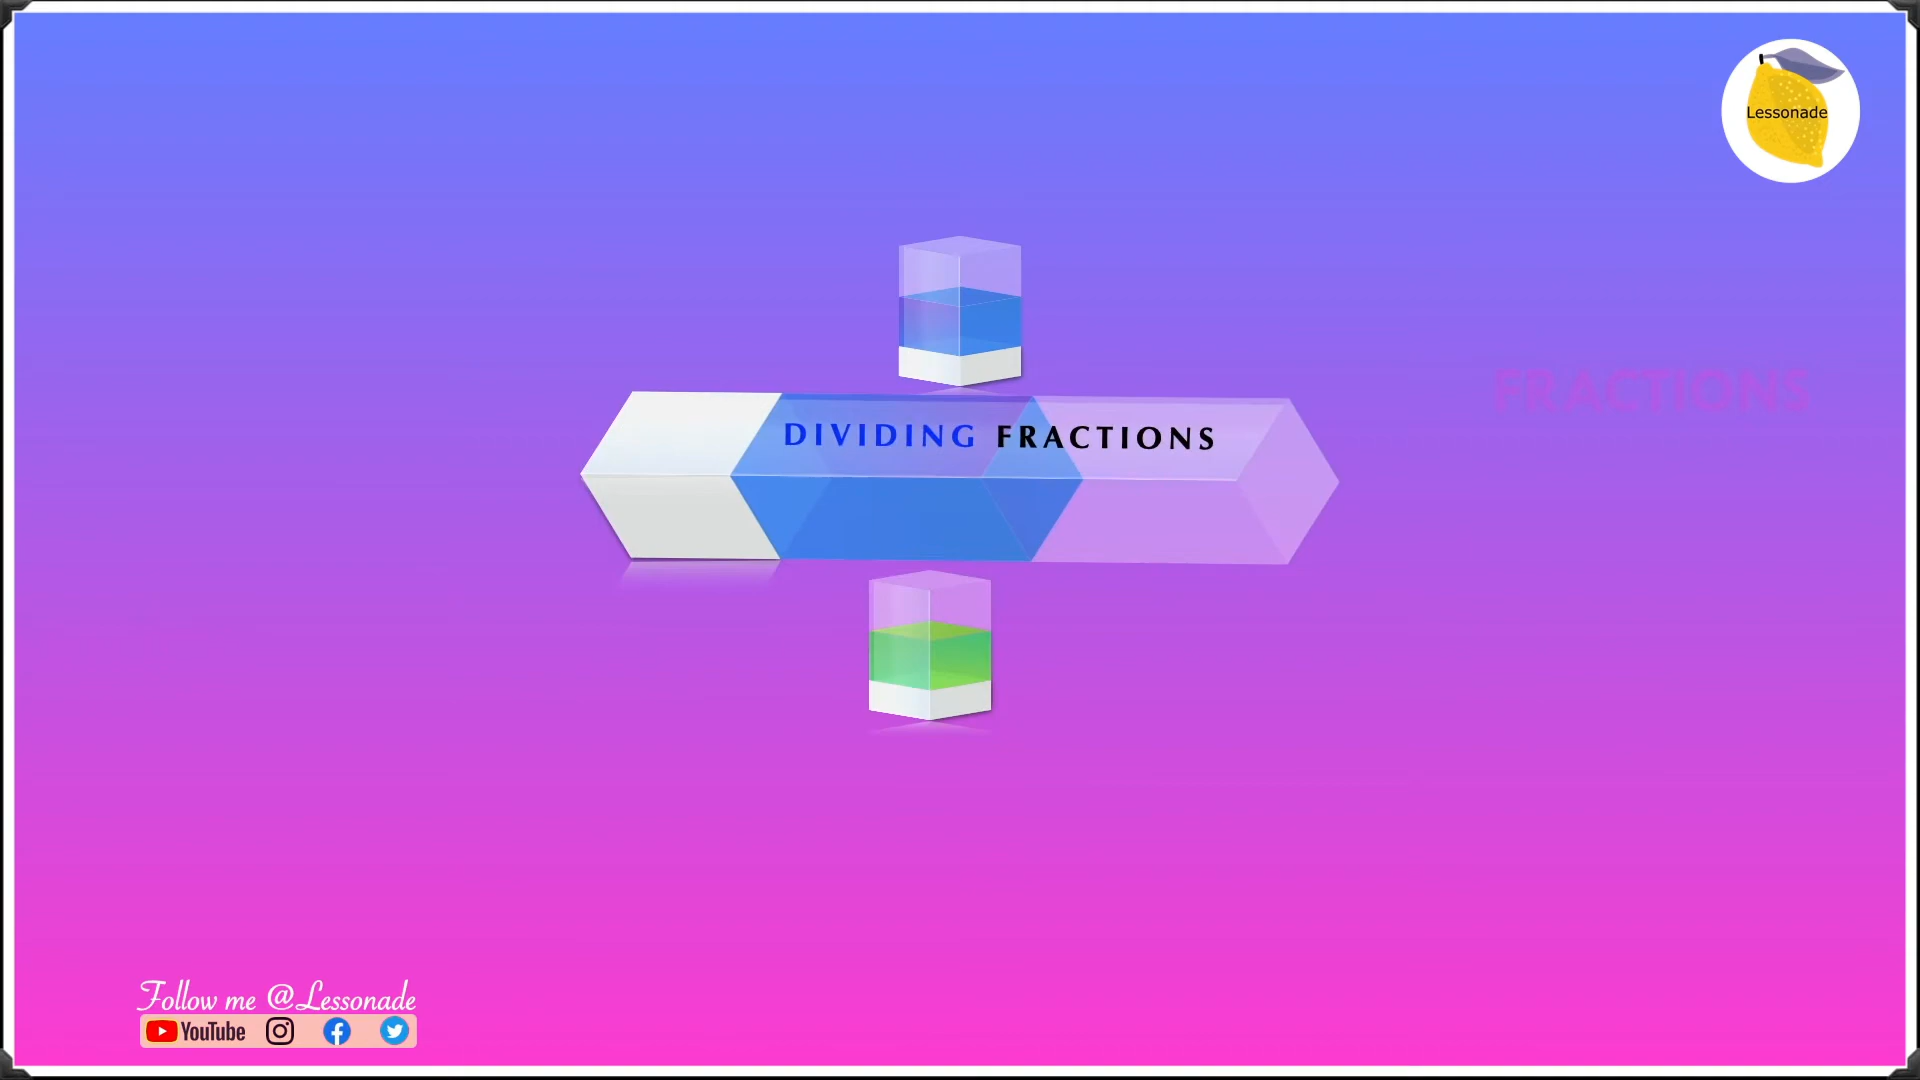 Lessonade
FRACTIONS
DIVIDING FRACTIONS
Follow me @Lessonade
YouTube